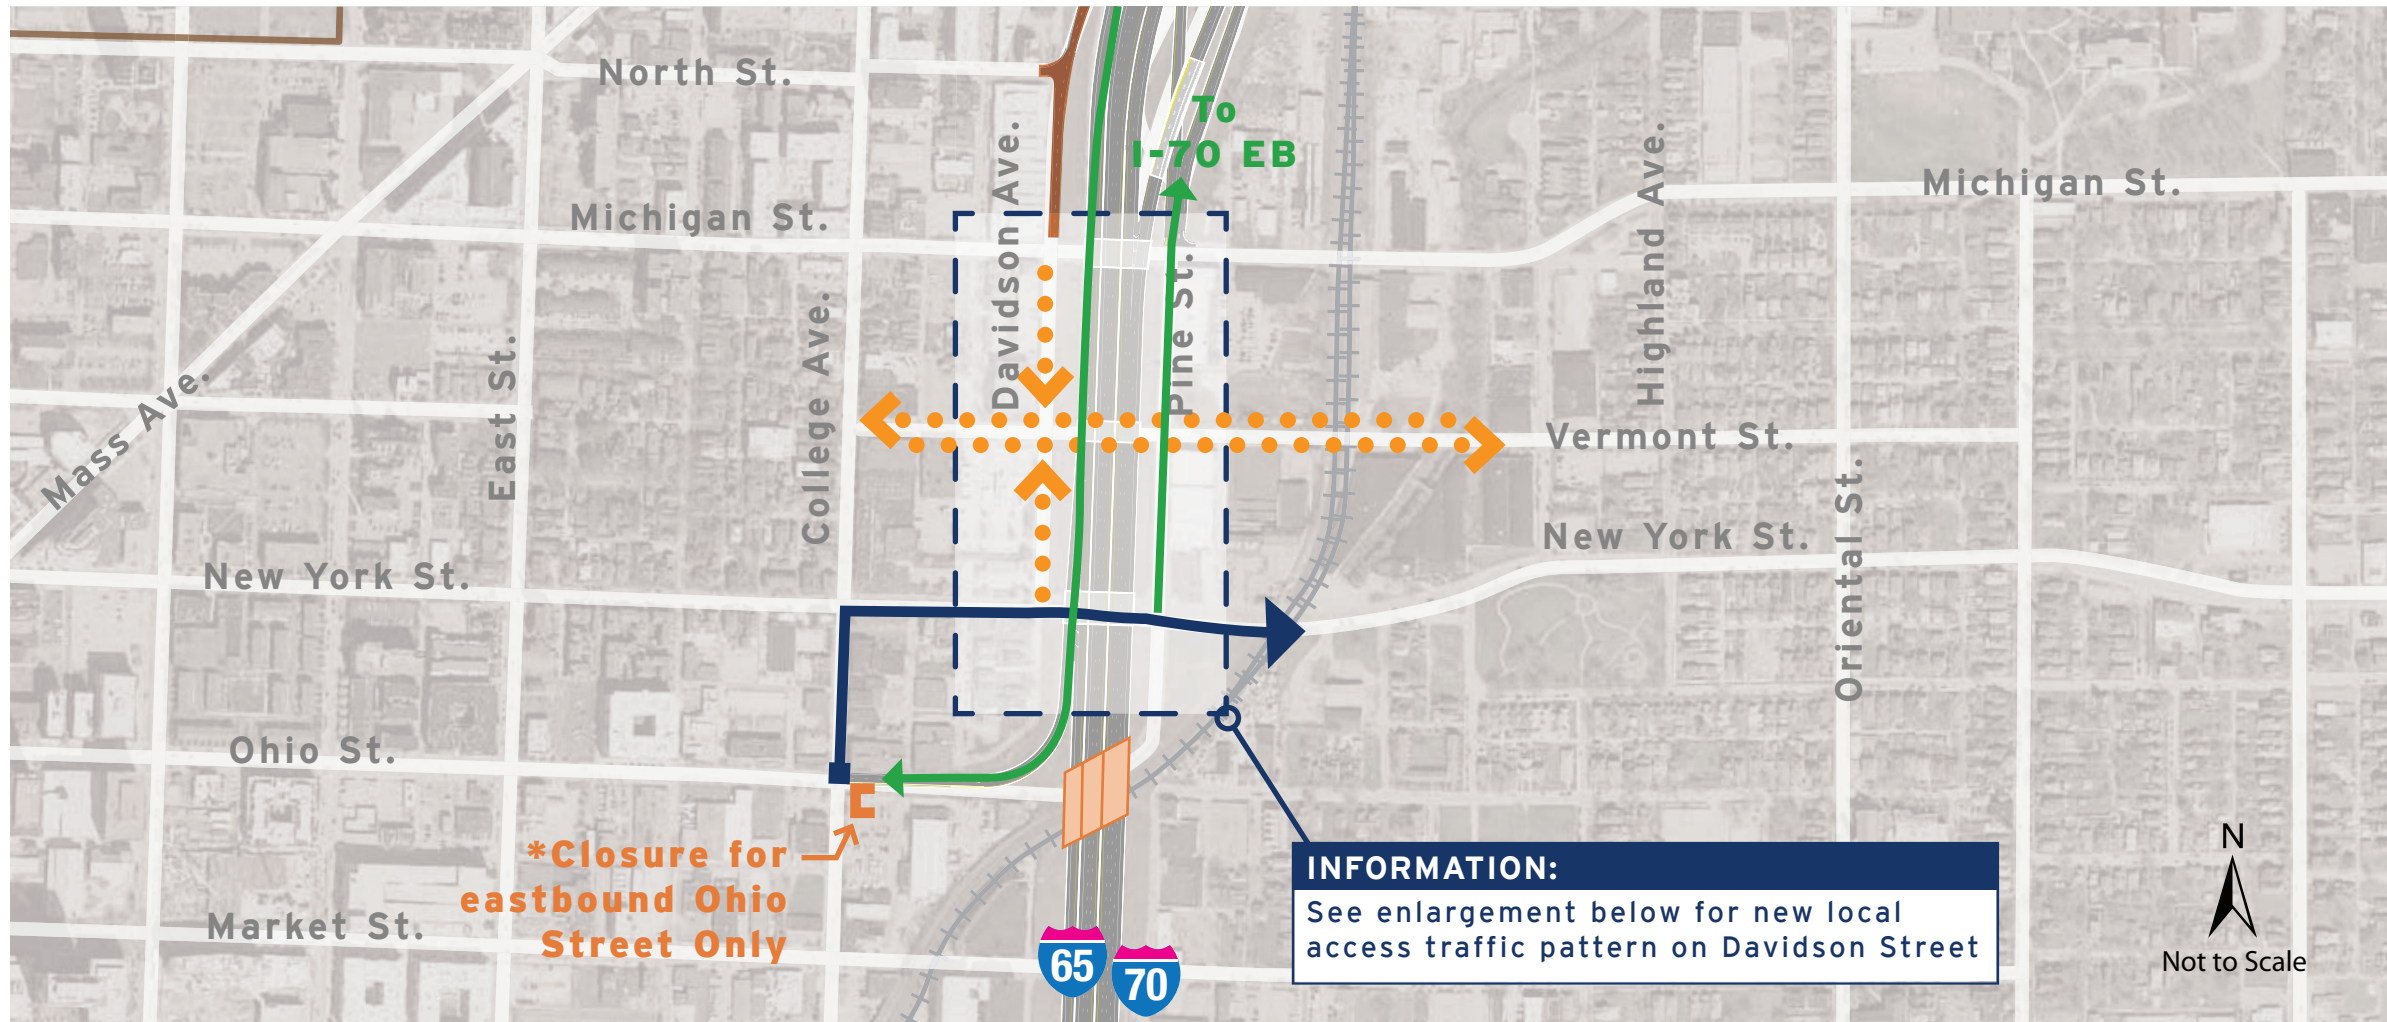 North St.
To
I-70 EB
Davidson Ave.
Michigan St.
Highland Ave.
Michigan St.
Pine St.
College Ave.
East St.
Mass Ave.
Vermont St.
New York St.
New York St.
Oriental St.
Ohio St.
*Closure for
eastbound Ohio
Street Only
Market St.
65
70
INFORMATION:
See enlargement below for new local
access traffic pattern on Davidson Street
N
Not to Scale